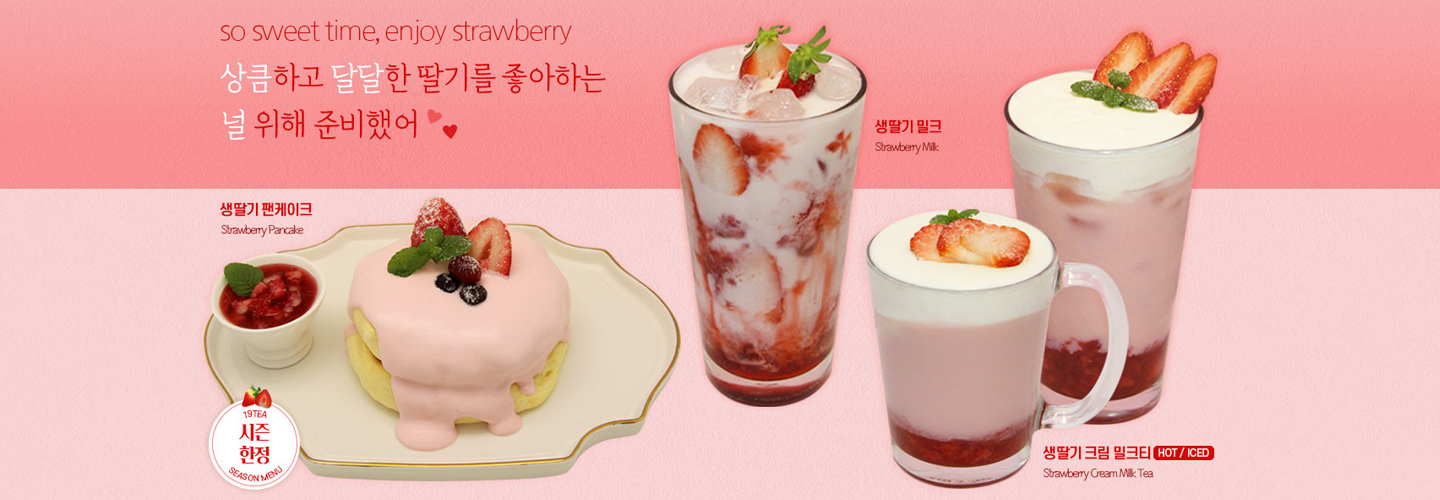 so sweet time, enjoy strawberry
상큼하고 달달한 딸기를 좋아하는
널 위해 준비했어
생딸기 팬케이크
Strawberry Pancake
생딸기 밀크
Strawberry Milk
생딸기 크림 밀크티 HOT / ICED
Strawberry Cream Milk Tea
19TEA
시즌
한정
SEASON MENU